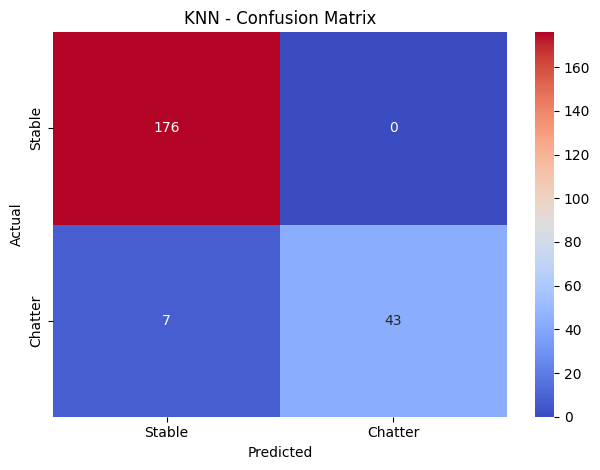 KNN - Confusion Matrix
Stable
176
0
Actual
Chatter
7
43
Stable
Chatter
Predicted
160
140
120
100
80
60
40
20
0